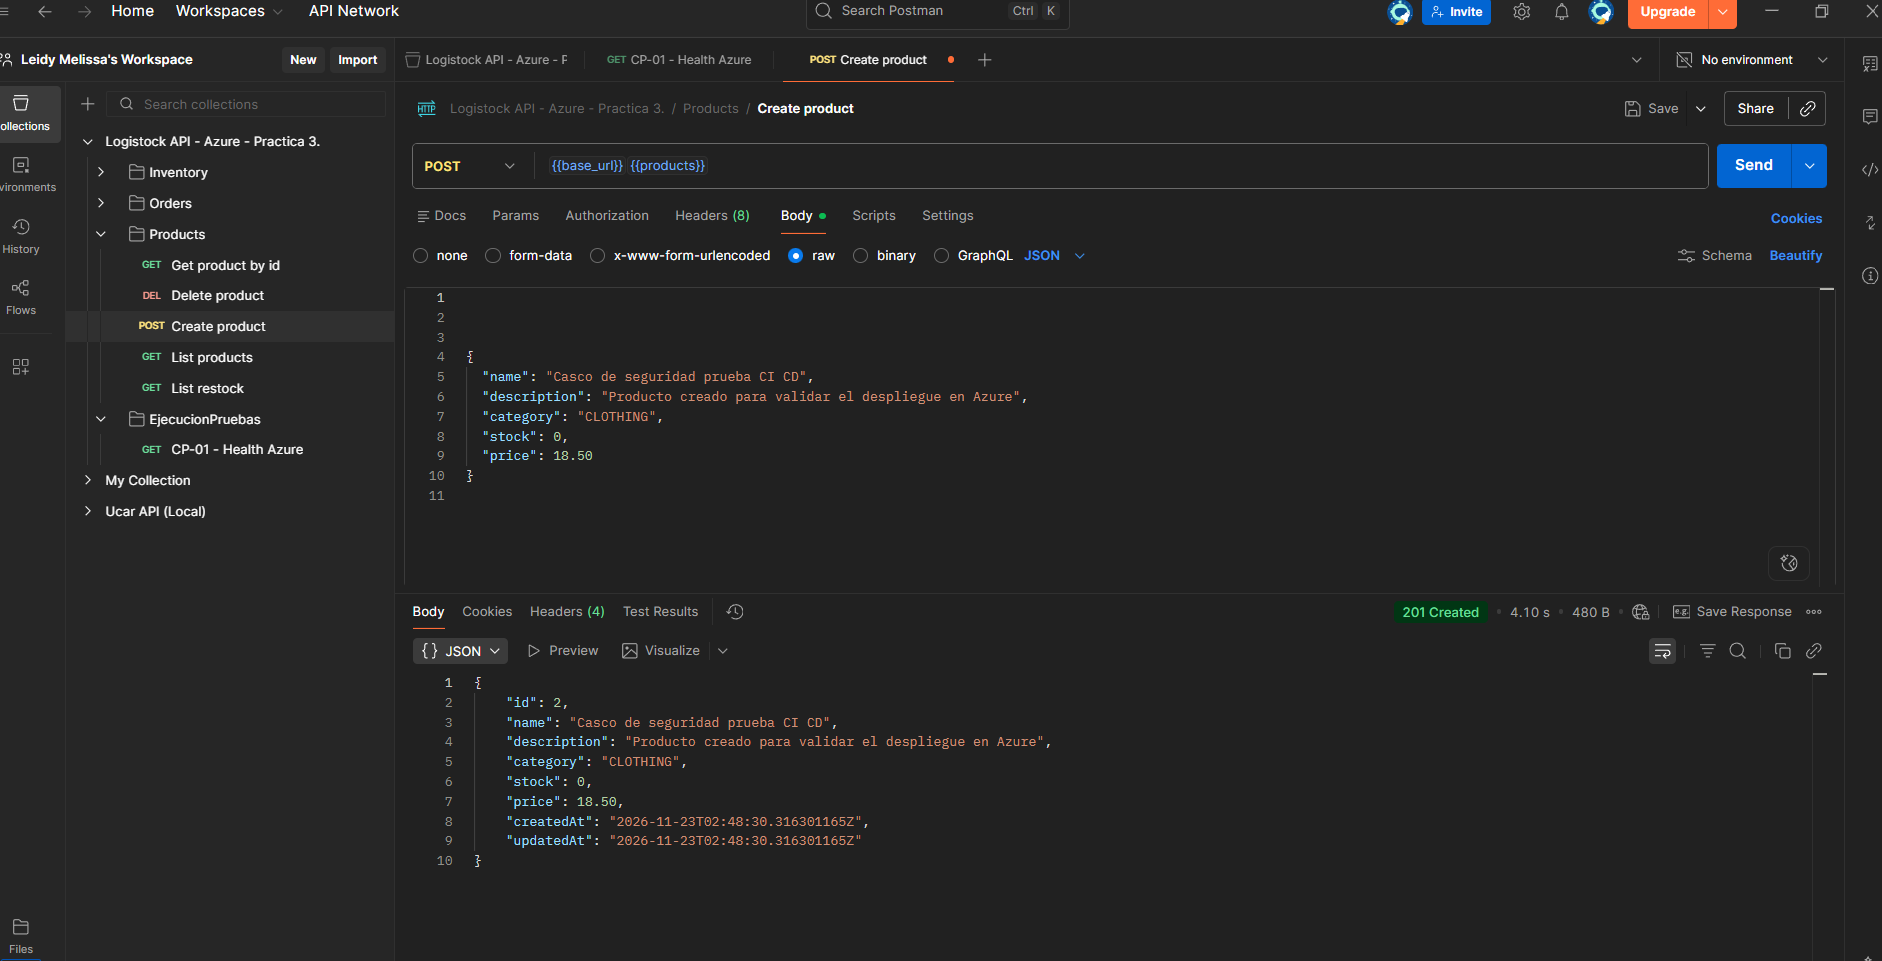 Home Workspaces API Network
Search Postman Ctrl K
Invite
Upgrade
Leidy Melissa's Workspace New Import
Logistock API - Azure - F
GET CP-01 - Health Azure
POST Create product
No environment
ollections
vironments
History
Flows
Files
Search collections
Logistock API - Azure - Practica 3.
Inventory
Orders
Products
GET Get product by id
DEL Delete product
POST Create product
GET List products
GET List restock
EjecucionPruebas
GET CP-01 - Health Azure
My Collection
Ucar API (Local)
HTTP Logistock API - Azure - Practica 3. / Products / Create product
Save Share
POST {{base_url}} {{products}} Send
Docs Params Authorization Headers (8) Body Scripts Settings Cookies
none form-data x-www-form-urlencoded raw binary GraphQL JSON Schema Beautify
1
2
3
4 {
5 "name": "Casco de seguridad prueba CI CD",
6 "description": "Producto creado para validar el despliegue en Azure",
7 "category": "CLOTHING",
8 "stock": 0,
9 "price": 18.50
10 }
11
Body Cookies Headers (4) Test Results 201 Created 4.10 s 480 B e.g. Save Response
{} JSON Preview Visualize
1 {
2 "id": 2,
3 "name": "Casco de seguridad prueba CI CD",
4 "description": "Producto creado para validar el despliegue en Azure",
5 "category": "CLOTHING",
6 "stock": 0,
7 "price": 18.50,
8 "createdAt": "2026-11-23T02:48:30.316301165Z",
9 "updatedAt": "2026-11-23T02:48:30.316301165Z"
10 }